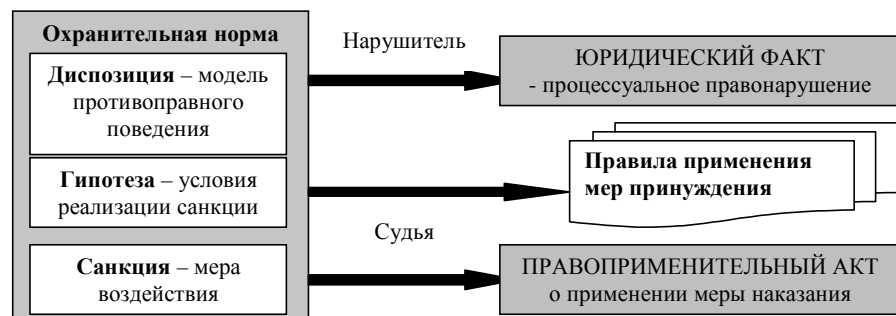 Охранительная норма
Диспозиция – модель
противоправного
поведения
Гипотеза – условия
реализации санкции
Санкция – мера
воздействия
Нарушитель
Судья
ЮРИДИЧЕСКИЙ ФАКТ
- процессуальное правонарушение
Правила применения
мер принуждения
ПРАВОПРИМЕНИТЕЛЬНЫЙ АКТ
о применении меры наказания